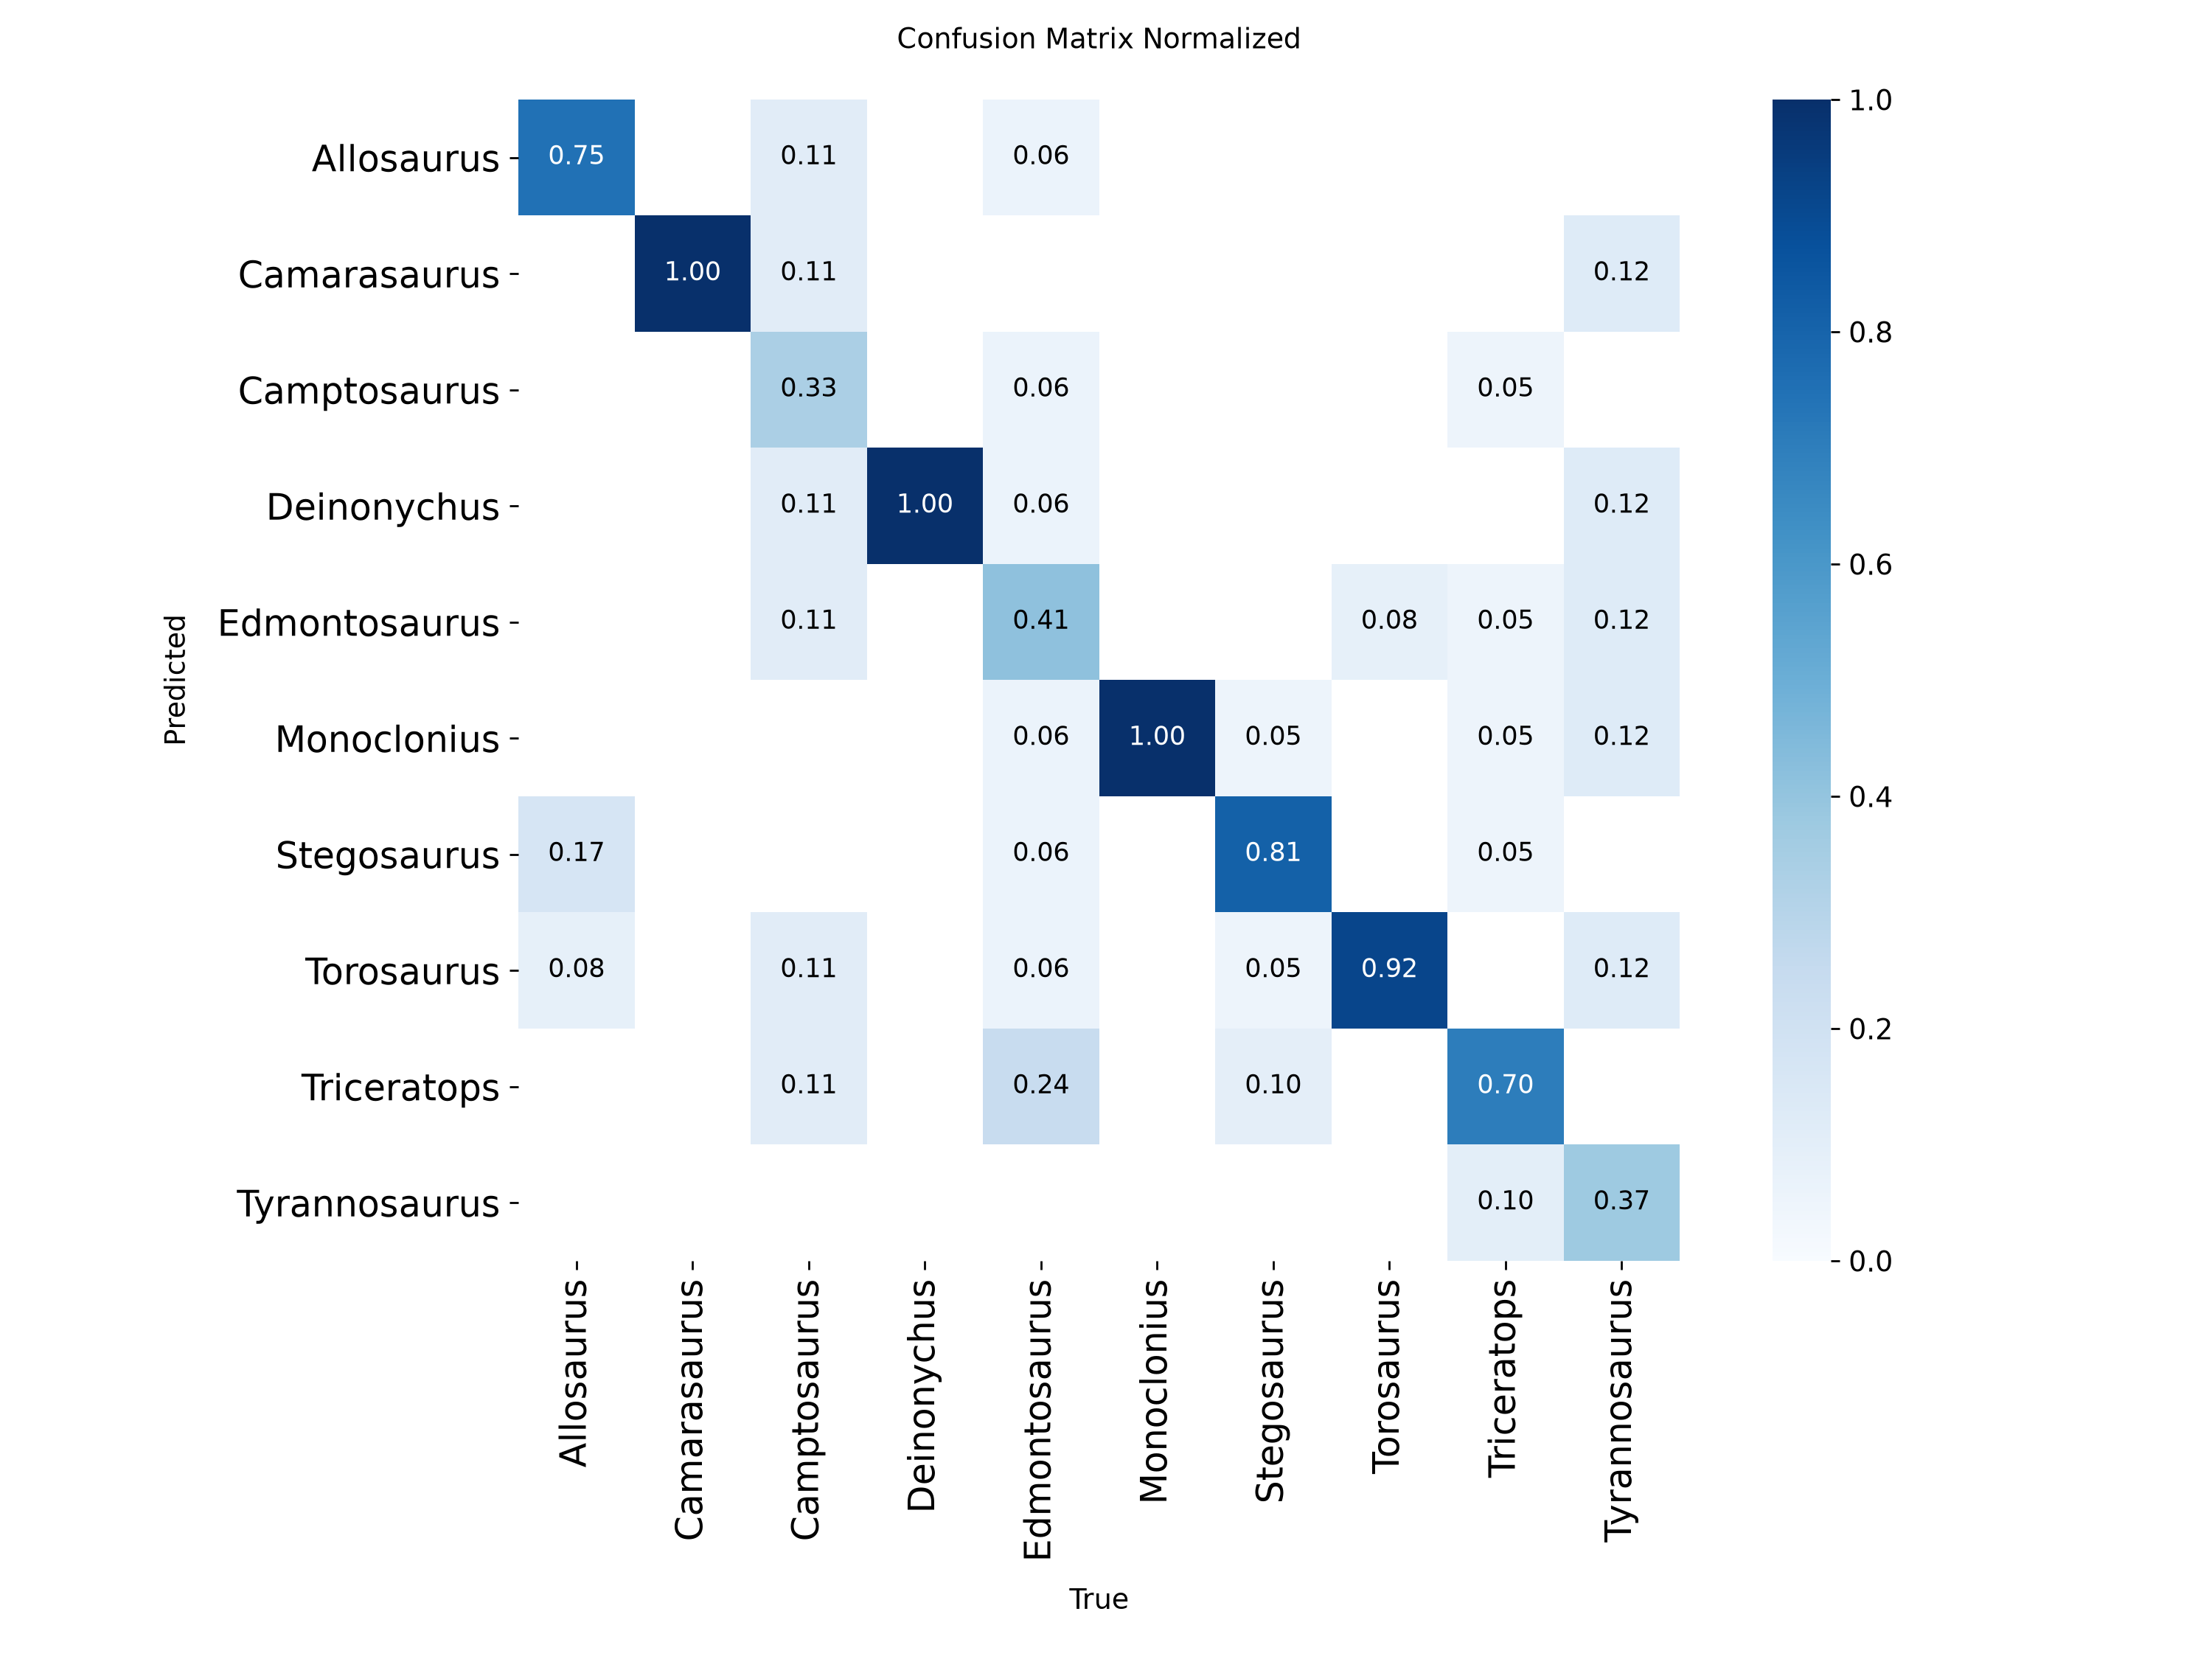 Confusion Matrix Normalized
Allosaurus 0.75 0.11 0.06
Camarasaurus 1.00 0.11 0.12
Camptosaurus 0.33 0.06 0.05
Deinonychus 0.11 1.00 0.06 0.12
Edmontosaurus 0.11 0.41 0.08 0.05 0.12
Monoclonius 0.06 1.00 0.05 0.05 0.12
Stegosaurus 0.17 0.06 0.81 0.05
Torosaurus 0.08 0.11 0.06 0.05 0.92 0.12
Triceratops 0.11 0.24 0.10 0.70
Tyrannosaurus 0.10 0.37
Predicted
Allosaurus
Camarasaurus
Camptosaurus
Deinonychus
Edmontosaurus
Monoclonius
Stegosaurus
Torosaurus
Triceratops
Tyrannosaurus
True
1.0
0.8
0.6
0.4
0.2
0.0